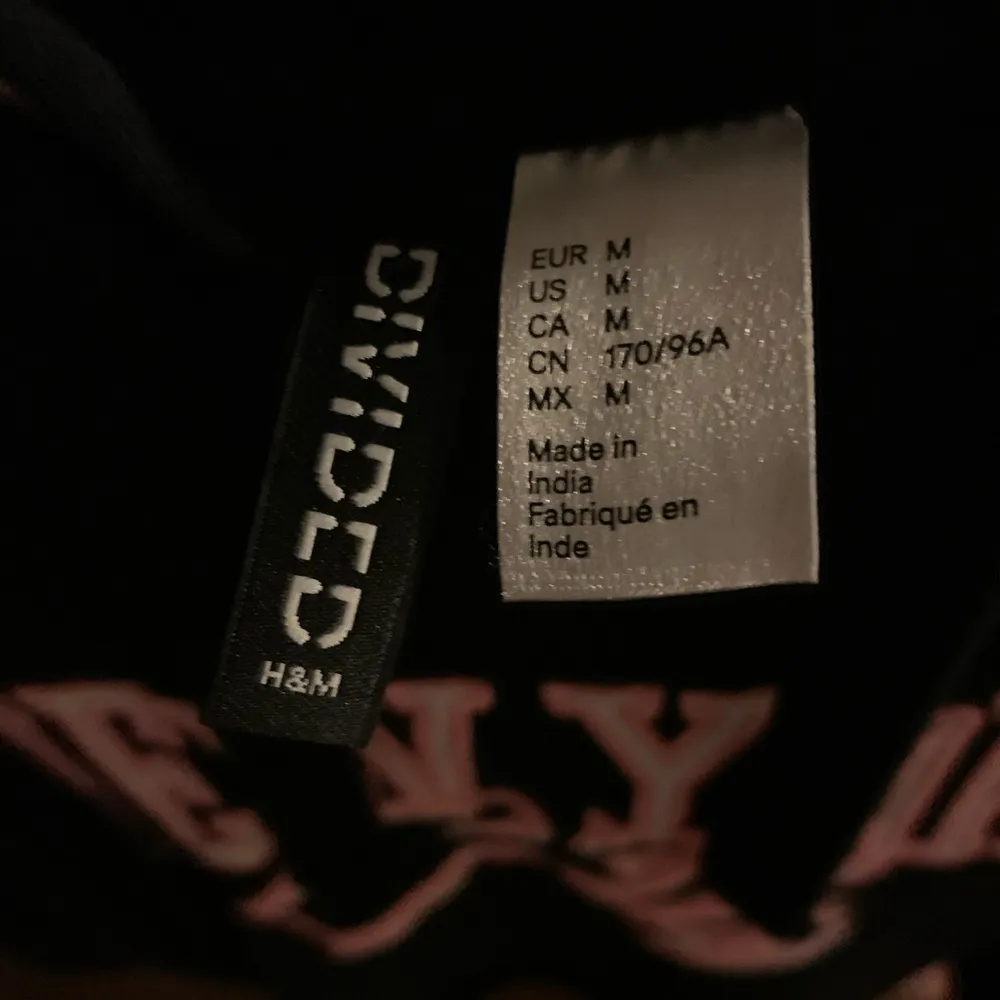 DIVIDED
H&M
EUR M
US M
CA M
CN 170/96A
MX M
Made in
India
Fabriqué en
Inde